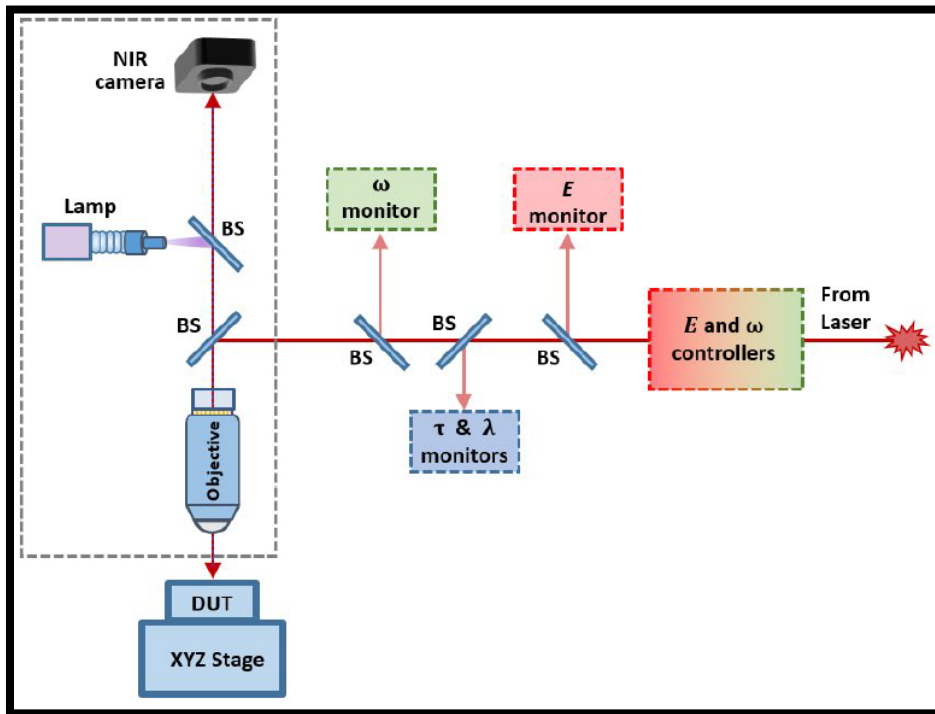 NIR
camera
Lamp
BS
BS
Objective
DUT
XYZ Stage
ω
monitor
BS
BS
τ & λ
monitors
E
monitor
BS
E and ω
controllers
From
Laser